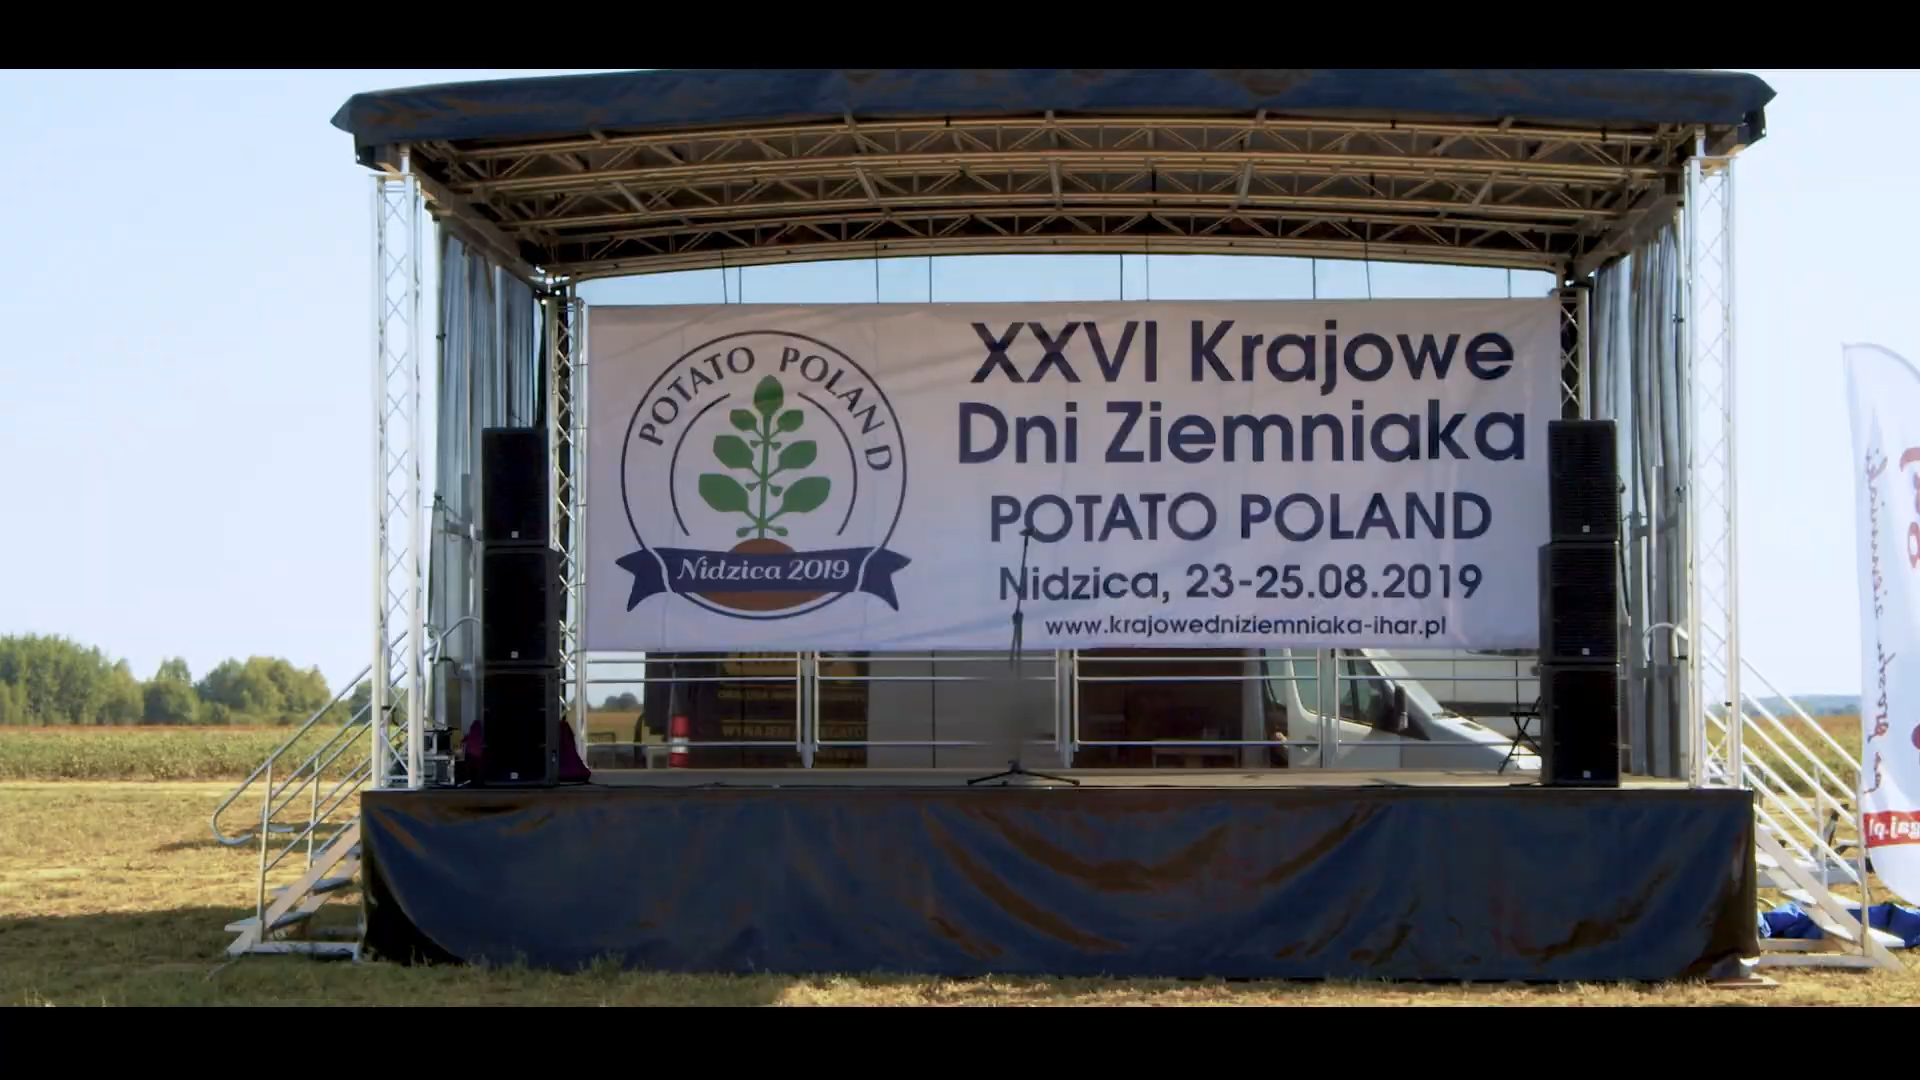 POTATO POLAND
Nidzica 2019
XXVI Krajowe
Dni Ziemniaka
POTATO POLAND
Nidzica, 23-25.08.2019
www.krajowedniziemniaka-ihar.pl